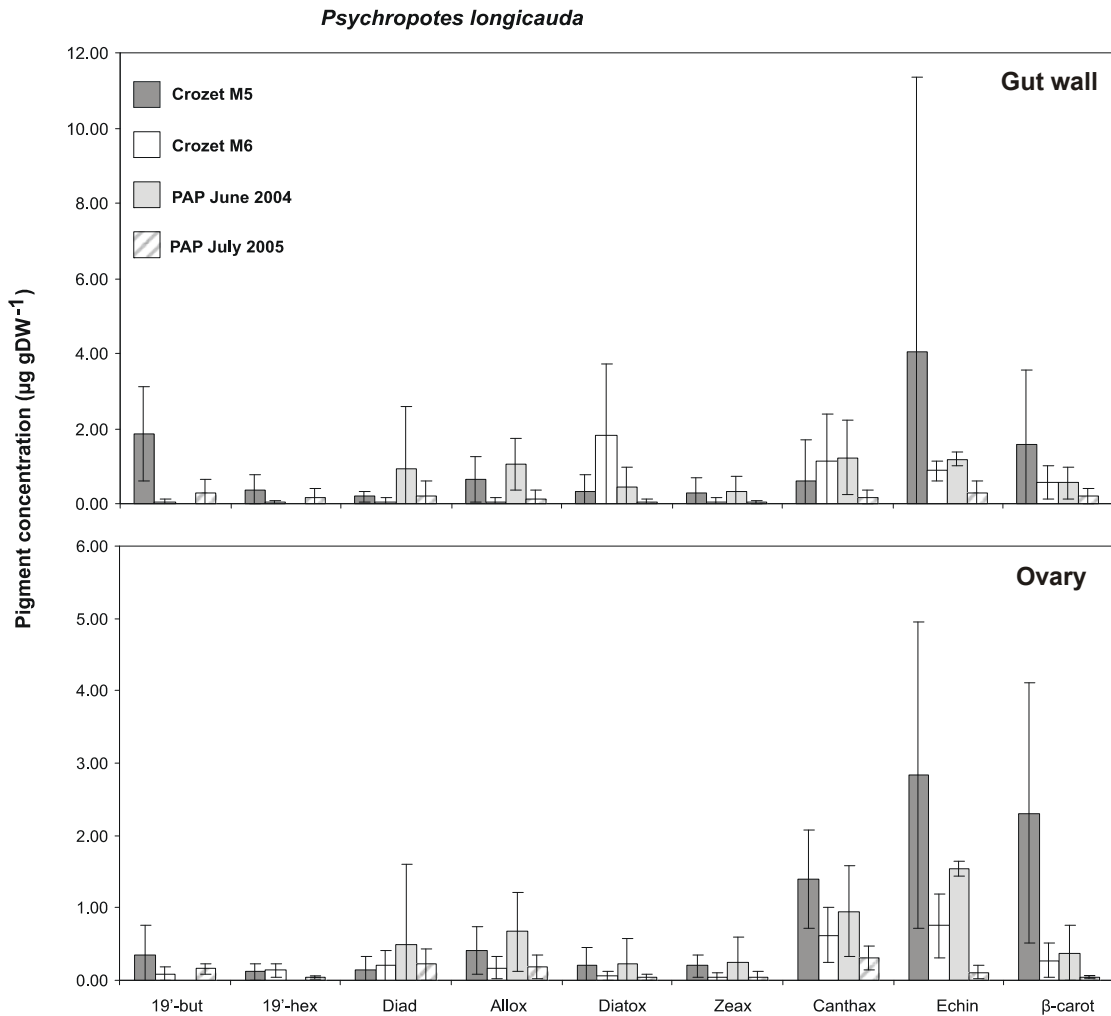 Psychropotes longicauda
Pigment concentration (µg gDW-1)
12.00
10.00
8.00
6.00
4.00
2.00
0.00
Gut wall
Crozet M5
Crozet M6
PAP June 2004
PAP July 2005
6.00
5.00
4.00
3.00
2.00
1.00
0.00
Ovary
19'-but 19'-hex Diad Allox Diatox Zeax Canthax Echin β-carot